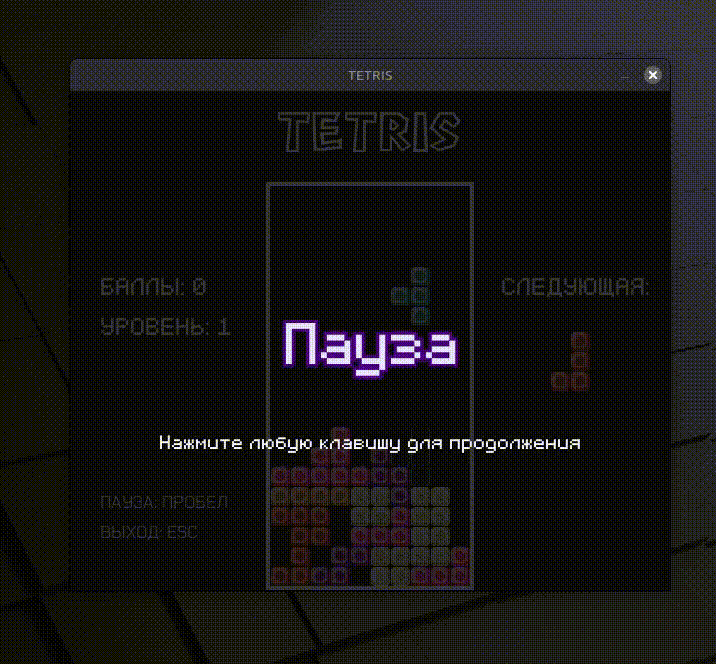 TETRIS
TETRIS
БАЛЛЫ: 0
УРОВЕНЬ: 1
СЛЕДУЮЩАЯ:
Пауза
Нажмите любую клавишу для продолжения
ПАУЗА: ПРОБЕЛ
ВЫХОД: ESC